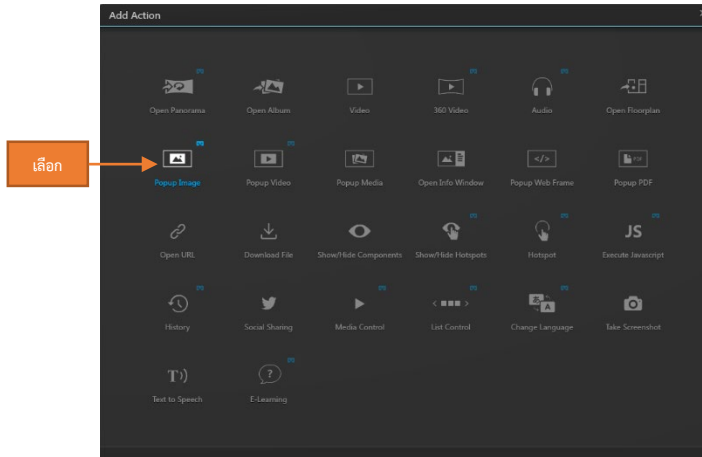 Add Action
Open Panorama
Open Album
Video
360 Video
Audio
Open Floorplan
เลือก
Popup Image
Popup Video
Popup Media
Open Info Window
</>
Popup Web Frame
PDF
Popup PDF
Open URL
Download File
Show/Hide Components
Show/Hide Hotspots
Hotspot
JS
Execute Javascript
History
Social Sharing
Media Control
List Control
A
Change Language
Take Screenshot
T
Text to Speech
?
E-Learning